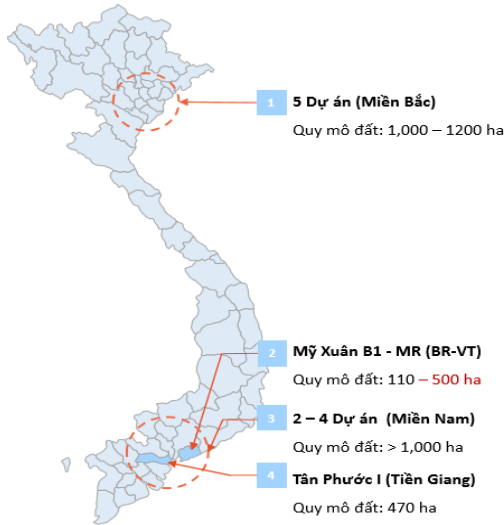 1
5 Dự án (Miền Bắc)
Quy mô đất: 1,000 – 1200 ha
2
Mỹ Xuân B1 - MR (BR-VT)
Quy mô đất: 110 – 500 ha
3
2 – 4 Dự án (Miền Nam)
Quy mô đất: > 1,000 ha
4
Tân Phước I (Tiền Giang)
Quy mô đất: 470 ha